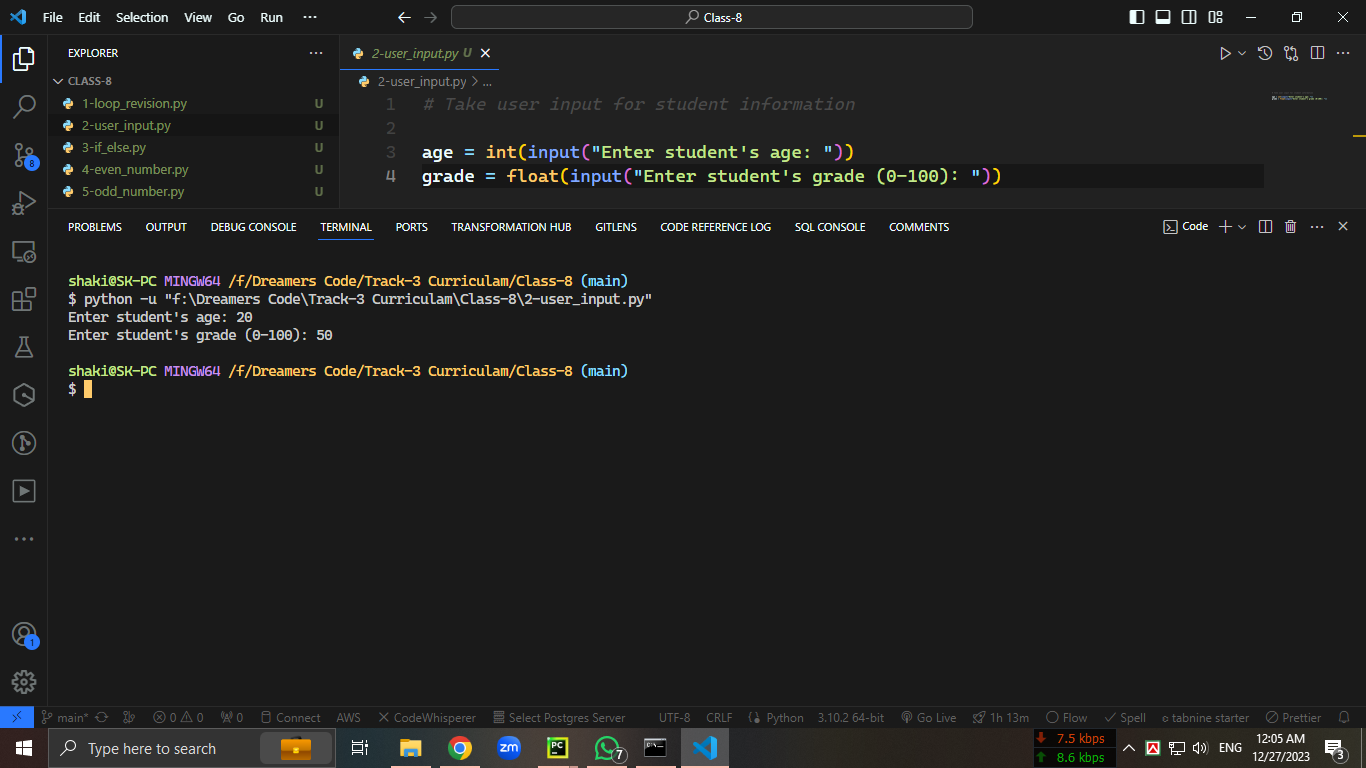 File Edit Selection View Go Run ··· Class-8
EXPLORER ···
CLASS-8
1-loop_revision.py U
2-user_input.py U
3-if_else.py U
4-even_number.py U
5-odd_number.py U
2-user_input.py U
2-user_input.py > ...
1 # Take user input for student information
2
3 age = int(input("Enter student's age: "))
4 grade = float(input("Enter student's grade (0-100): "))
PROBLEMS OUTPUT DEBUG CONSOLE TERMINAL PORTS TRANSFORMATION HUB GITLENS CODE REFERENCE LOG SQL CONSOLE COMMENTS Code
shaki@SK-PC MINGW64 /f/Dreamers Code/Track-3 Curriculam/Class-8 (main)
$ python -u "f:\Dreamers Code\Track-3 Curriculam\Class-8\2-user_input.py"
Enter student's age: 20
Enter student's grade (0-100): 50
shaki@SK-PC MINGW64 /f/Dreamers Code/Track-3 Curriculam/Class-8 (main)
$
8
1
main* 0 0 0 Connect AWS CodeWhisperer Select Postgres Server UTF-8 CRLF Python 3.10.2 64-bit Go Live 1h 13m Flow Spell tabnine starter Prettier
Type here to search
zm
PC
7
7.5 kbps
8.6 kbps
ENG
12:05 AM
12/27/2023
3